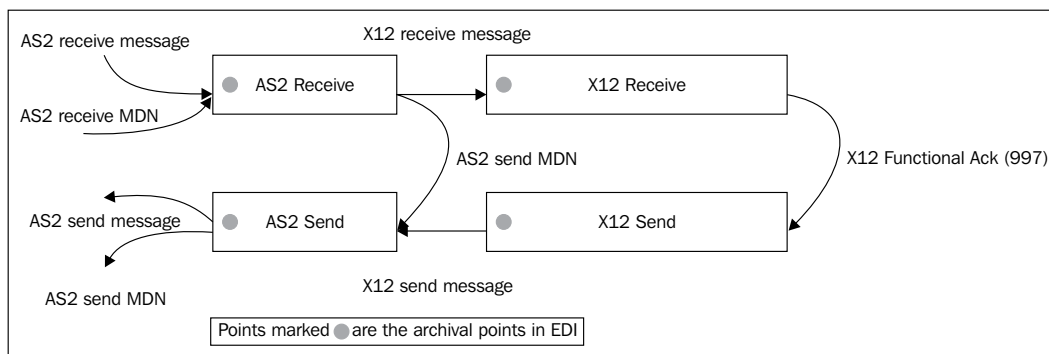 AS2 receive message
X12 receive message
AS2 Receive
X12 Receive
AS2 receive MDN
AS2 send MDN
X12 Functional Ack (997)
AS2 send message
AS2 Send
X12 Send
AS2 send MDN
X12 send message
Points marked are the archival points in EDI